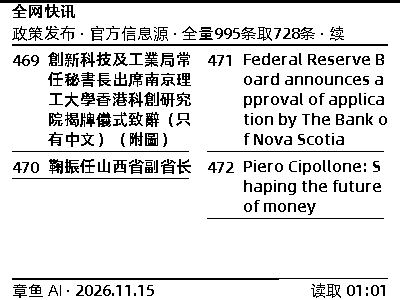 全网快讯
政策发布 · 官方信息源 · 全量995条取728条 · 续
469 創新科技及工業局常
任秘書長出席南京理
工大學香港科創研究
院揭牌儀式致辭（只
有中文）（附圖）
470 鞠振任山西省副省长
471 Federal Reserve B
oard announces a
pproval of applica
tion by The Bank o
f Nova Scotia
472 Piero Cipollone: S
haping the future
of money
章鱼 AI · 2026.11.15
读取 01:01